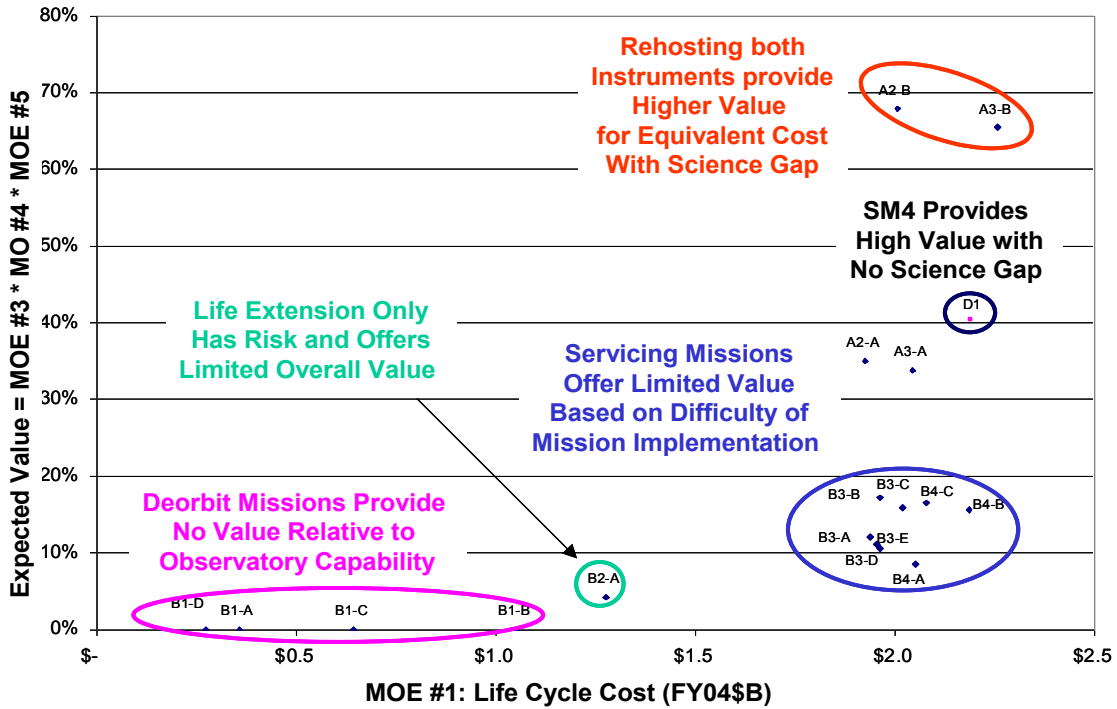 80%
70%
60%
50%
40%
30%
20%
10%
0%
Expected Value = MOE #3 * MO #4 * MOE #5
Rehosting both
Instruments provide
Higher Value
for Equivalent Cost
With Science Gap
A2-B
A3-B
SM4 Provides
High Value with
No Science Gap
D1
A2-A
A3-A
Life Extension Only
Has Risk and Offers
Limited Overall Value
Servicing Missions
Offer Limited Value
Based on Difficulty of
Mission Implementation
B3-C
B3-B
B4-C
B4-B
B3-A
B3-E
B3-D
B4-A
Deorbit Missions Provide
No Value Relative to
Observatory Capability
B2-A
B1-D
B1-A
B1-C
B1-B
$-
$0.5
$1.0
$1.5
$2.0
$2.5
MOE #1: Life Cycle Cost (FY04$B)